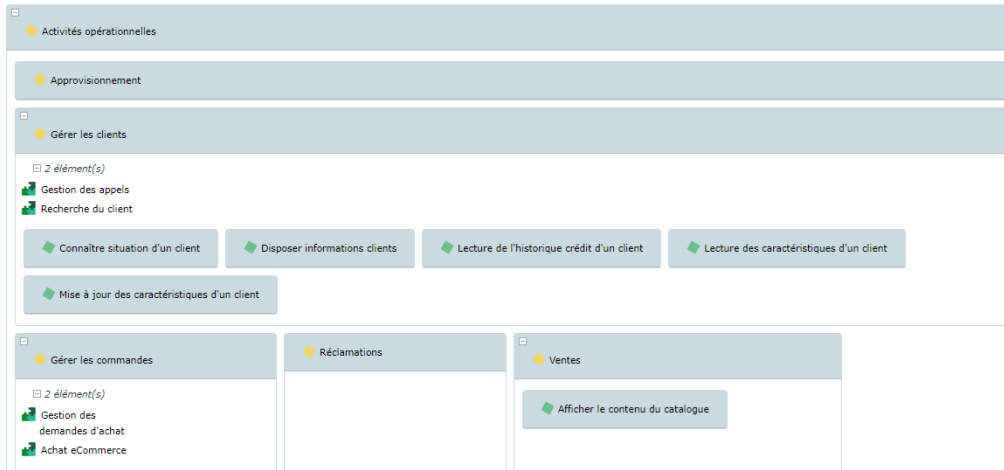 Activités opérationnelles
Approvisionnement
Gérer les clients
2 élément(s)
Gestion des appels
Recherche du client
Connaître situation d'un client
Disposer informations clients
Lecture de l'historique crédit d'un client
Lecture des caractéristiques d'un client
Mise à jour des caractéristiques d'un client
Gérer les commandes
2 élément(s)
Gestion des
demandes d'achat
Achat eCommerce
Réclamations
Ventes
Afficher le contenu du catalogue